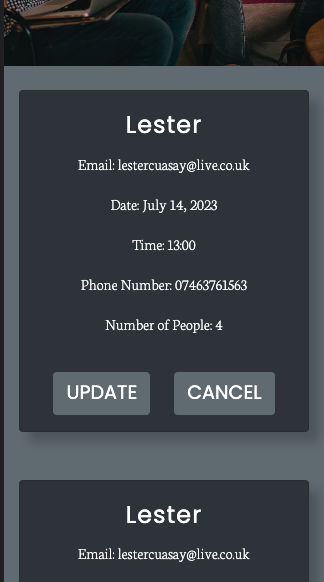 Lester
Email: lestercuasay@live.co.uk
Date: July 14, 2023
Time: 13:00
Phone Number: 07463761563
Number of People: 4
UPDATE CANCEL
Lester
Email: lestercuasay@live.co.uk